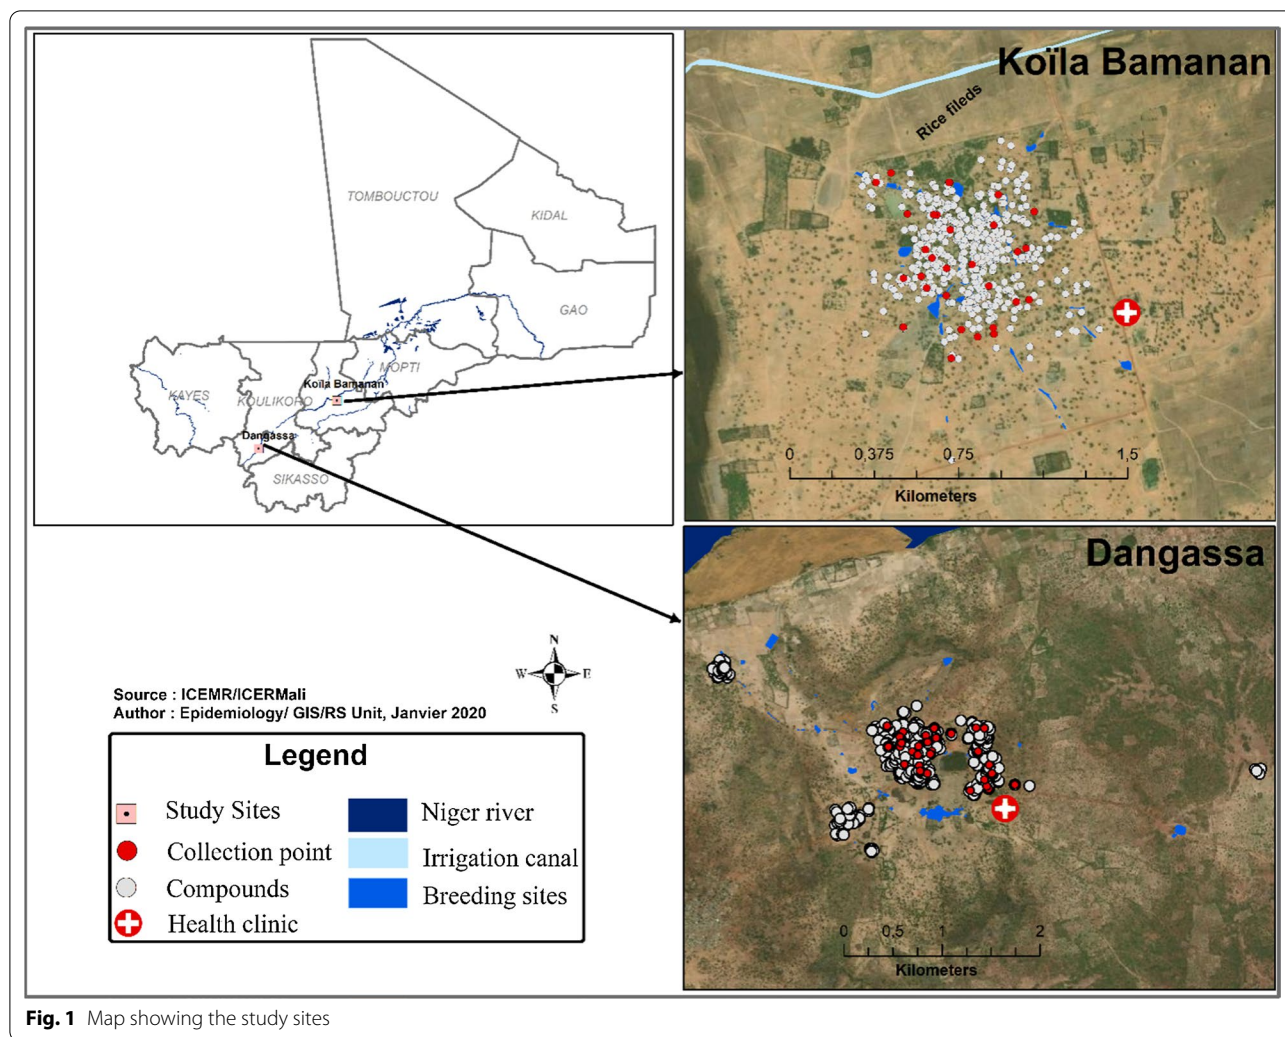 TOMBOUCTOU
KIDAL
GAO
MOPTI
Koïla Bamanan
KAYES
KOULIKORO
Dangassa
SIKASSO
Koïla Bamanan
Rice fileds
0 0,375 0,75 1,5
Kilometers
Dangassa
0 0,5 1 2
Kilometers
N
W E
S
Source : ICEMR/ICERMali
Author : Epidemiology/ GIS/RS Unit, Janvier 2020
Legend
Study Sites
Collection point
Compounds
Health clinic
Niger river
Irrigation canal
Breeding sites
Fig. 1 Map showing the study sites